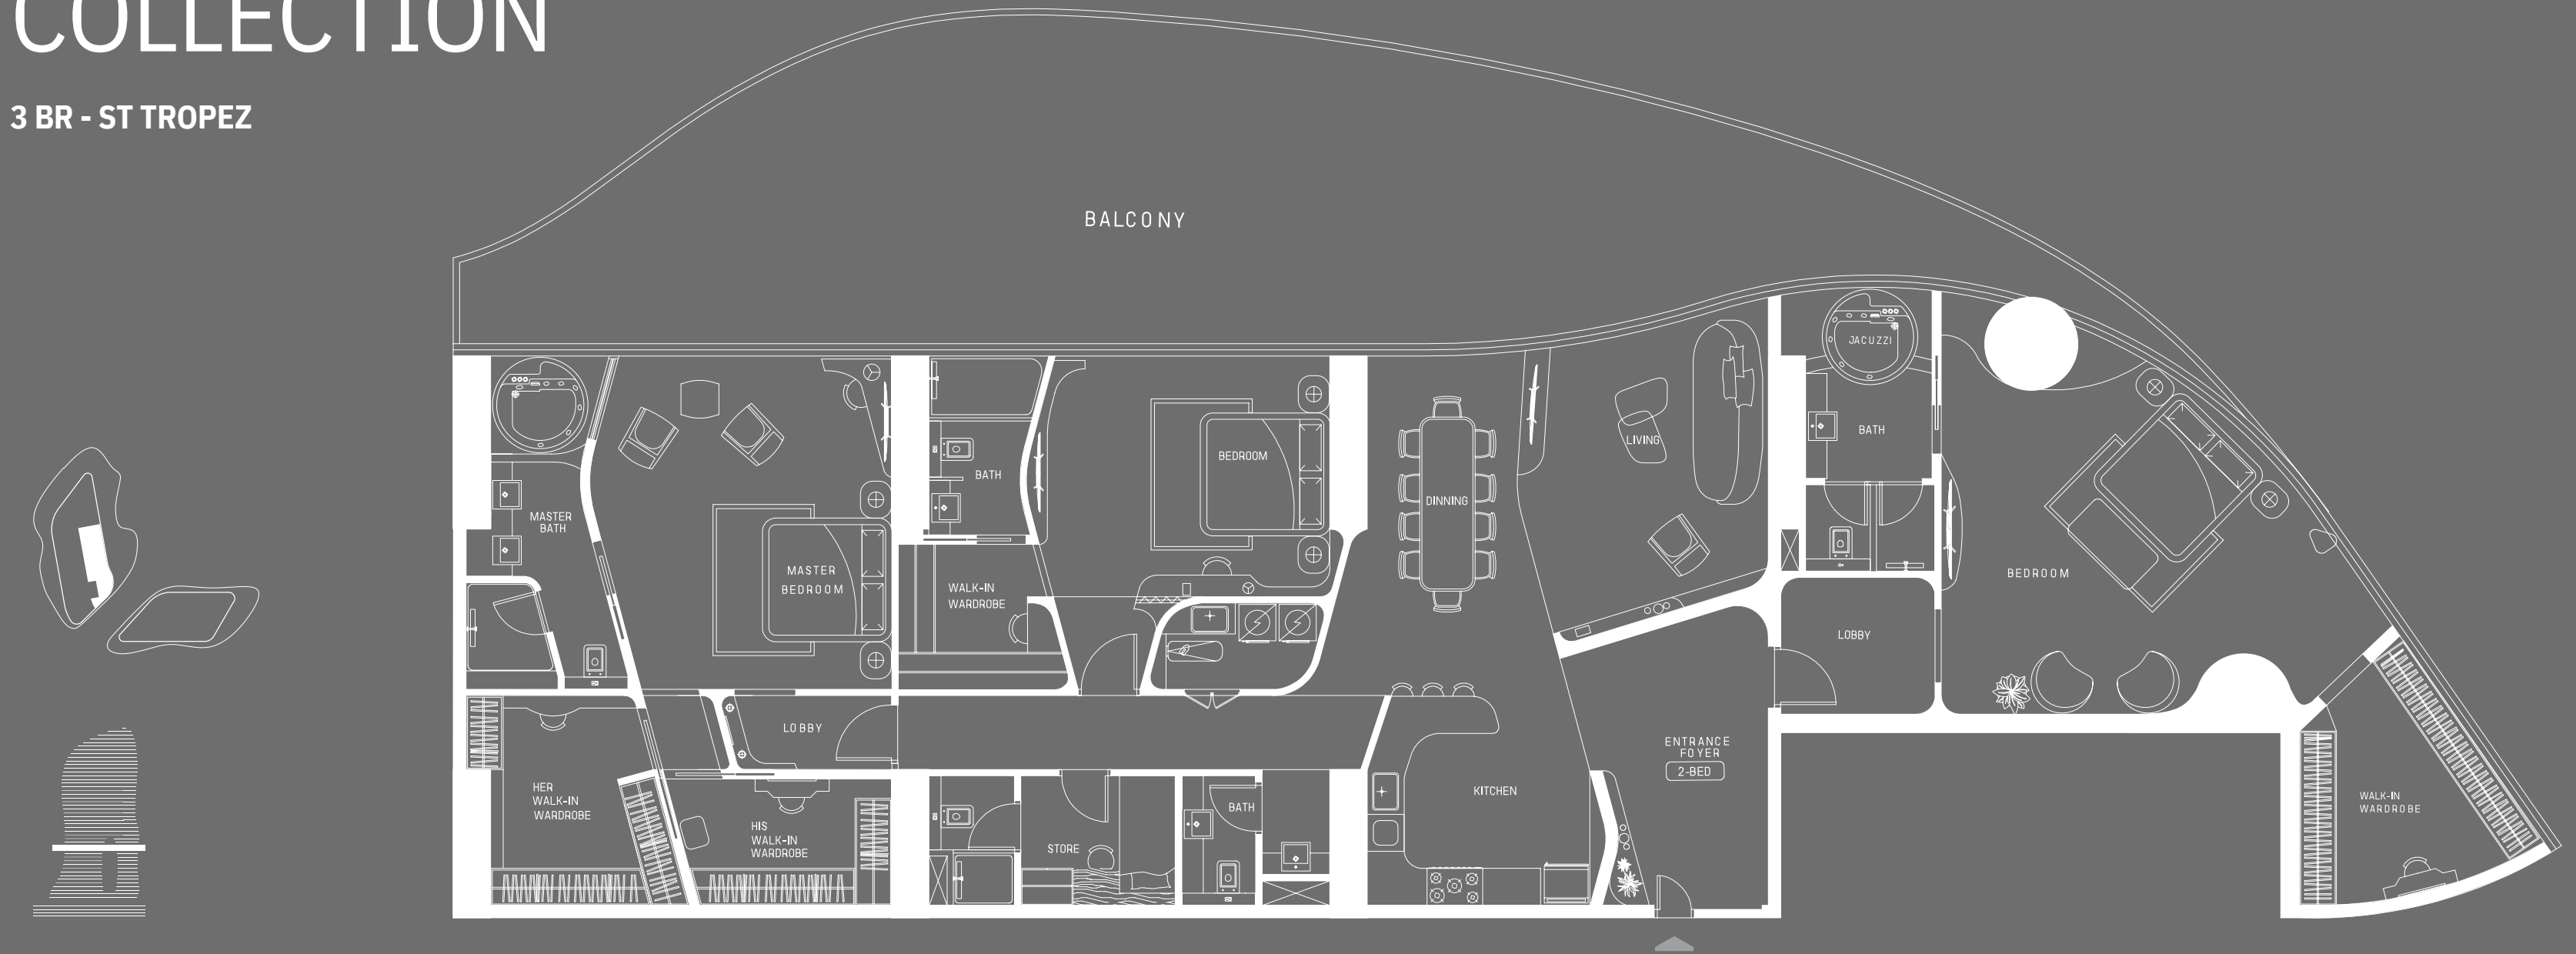 COLLECTION
3 BR - ST TROPEZ
BALCONY
JACUZZI
BATH
LIVING
BEDROOM
BATH
DINNING
MASTER
BATH
MASTER
BEDROOM
WALK-IN
WARDROBE
BEDROOM
LOBBY
LOBBY
ENTRANCE
FOYER
2-BED
HER
WALK-IN
WARDROBE
HIS
WALK-IN
WARDROBE
STORE
BATH
KITCHEN
WALK-IN
WARDROBE